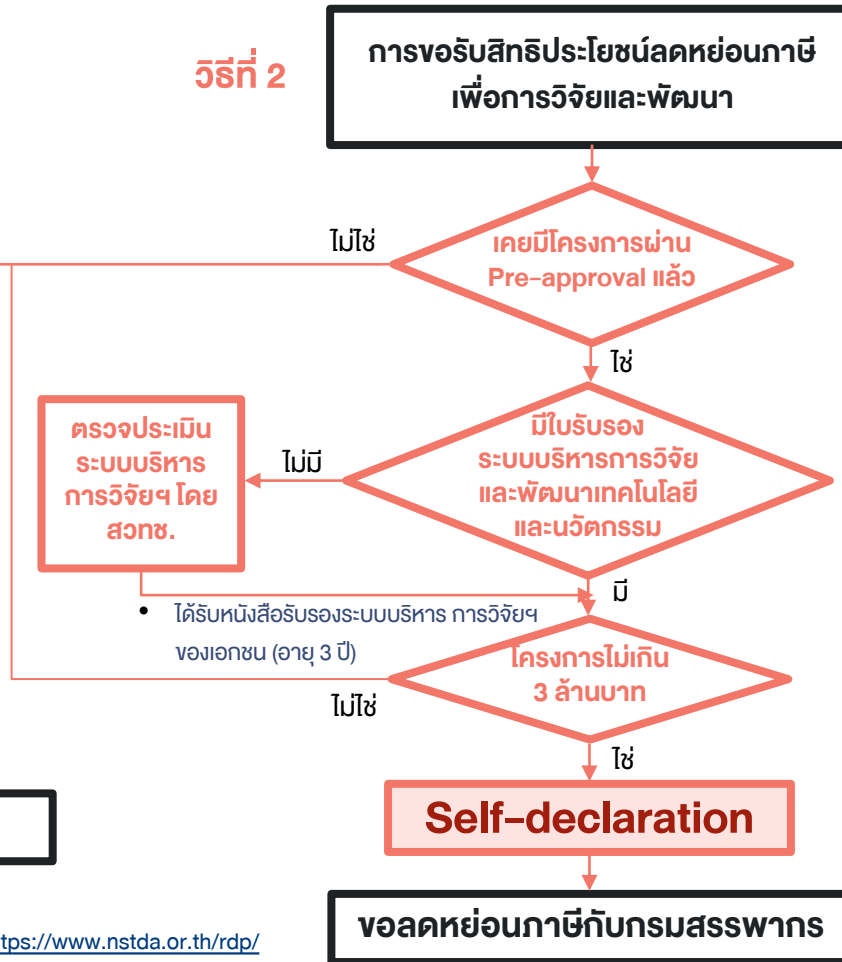 วิธีที่ 2
การขอรับสิทธิประโยชน์ลดหย่อนภาษี
เพื่อการวิจัยและพัฒนา
ไม่ใช่
เคยมีโครงการผ่าน
Pre-approval แล้ว
ใช่
ตรวจประเมิน
ระบบบริหาร
การวิจัยฯ โดย
สวทช.
ไม่มี
มีใบรับรอง
ระบบบริหารการวิจัย
และพัฒนาเทคโนโลยี
และนวัตกรรม
มี
• ได้รับหนังสือรับรองระบบบริหาร การวิจัยฯ
ของเอกชน (อายุ 3 ปี)
โครงการไม่เกิน
3 ล้านบาท
ไม่ใช่
ใช่
Self-declaration
ขอลดหย่อนภาษีกับกรมสรรพากร
tps://www.nstda.or.th/rdp/